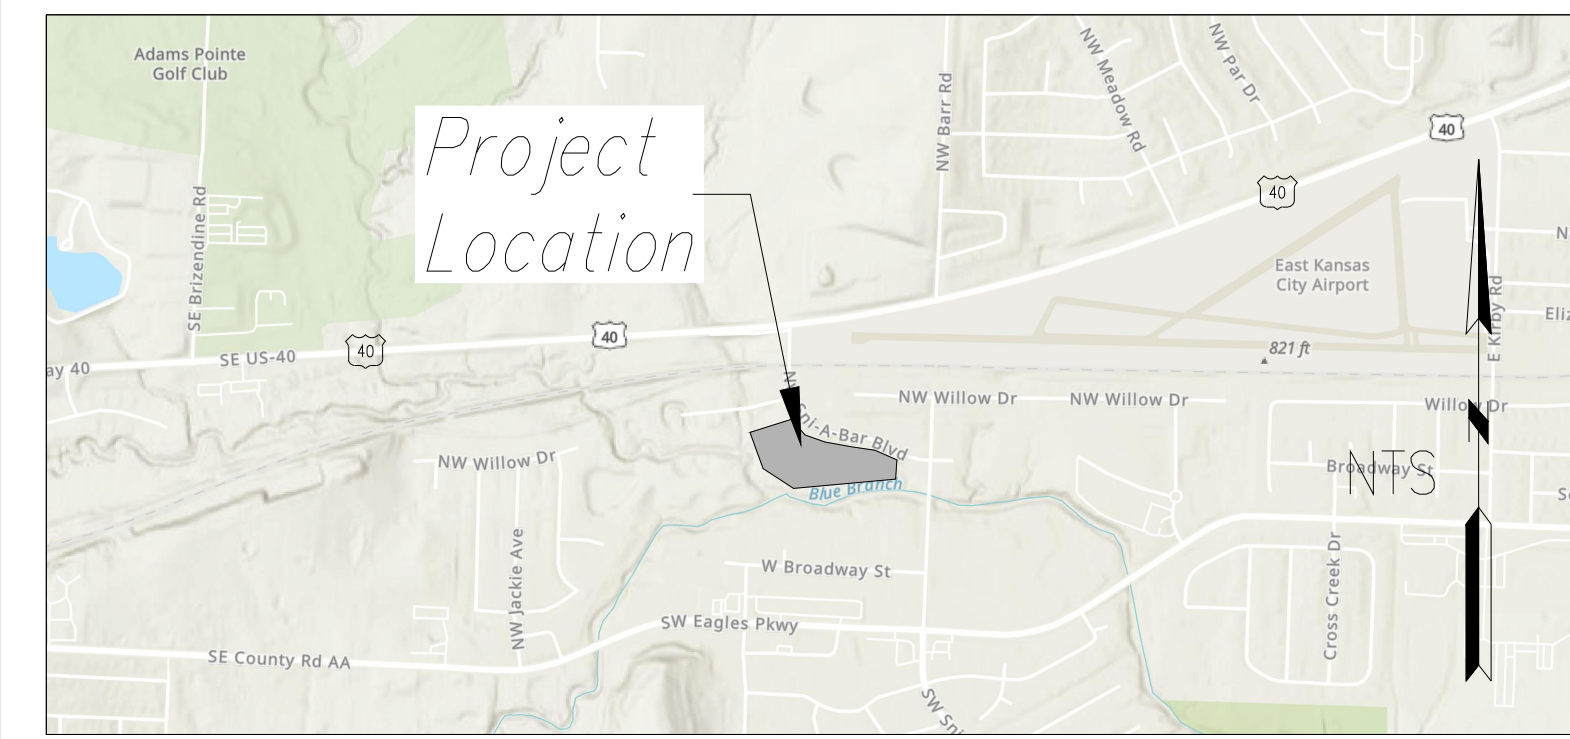 Adams Pointe
Golf Club
NW Meadow Rd
NW Par Dr
NW Barr Rd
40
Project
Location
40
SE Brizendine Rd
East Kansas
City Airport
E Kirby Rd
40
40
821 ft
SE US-40
ay 40
NW Sni-A-Bar Blvd
NW Willow Dr
NW Willow Dr
Willow Dr
N
NW Willow Dr
Broadway St
NTS
Blue Branch
NW Jackie Ave
W Broadway St
Cross Creek Dr
SW Eagles Pkwy
SE County Rd AA
SW Sni
N
Eliz